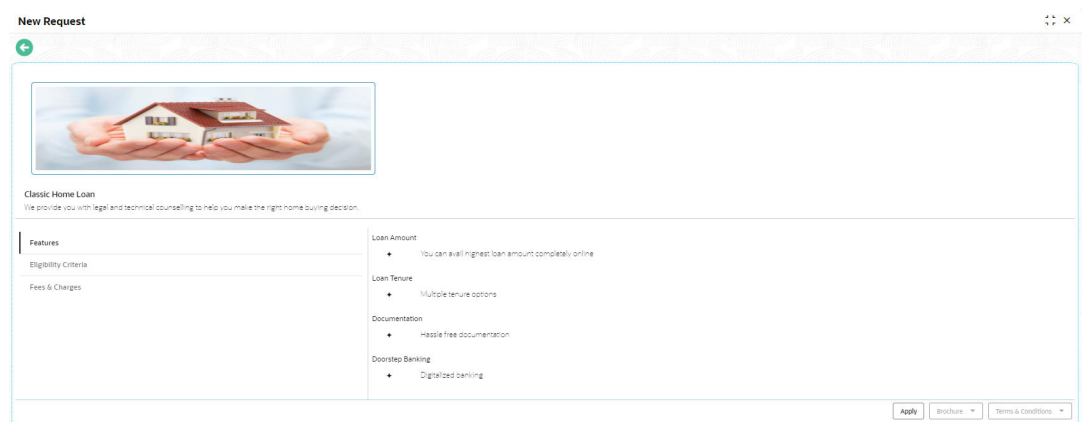 New Request
Classic Home Loan
We provide you with legal and technical counselling to help you make the right home buying decision.
Features
Eligibility Criteria
Fees & Charges
Loan Amount
You can avail highest loan amount completely online
Loan Tenure
Multiple tenure options
Documentation
Hassle free documentation
Doorstep Banking
Digitalized banking
Apply
Brochure
Terms & Conditions